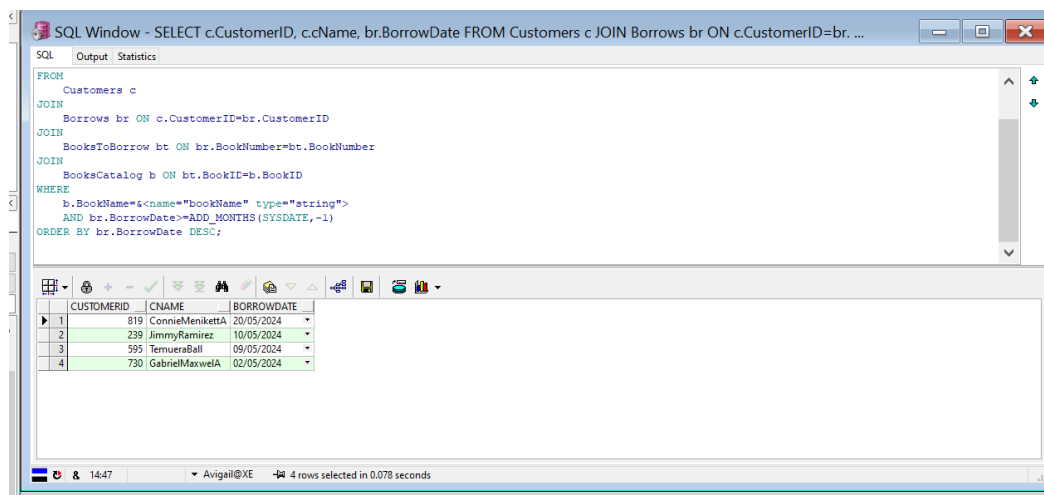 SQL Window - SELECT c.CustomerID, c.cName, br.BorrowDate FROM Customers c JOIN Borrows br ON c.CustomerID=br. ...
SQL Output Statistics
FROM
Customers c
JOIN
Borrows br ON c.CustomerID=br.CustomerID
JOIN
BooksToBorrow bt ON br.BookNumber=bt.BookNumber
JOIN
BooksCatalog b ON bt.BookID=b.BookID
WHERE
b.BookName=&<name="bookName" type="string">
AND br.BorrowDate>=ADD_MONTHS(SYSDATE,-1)
ORDER BY br.BorrowDate DESC;
CUSTOMERID CNAME BORROWDATE
1 819 ConnieMenikettA 20/05/2024
2 239 JimmyRamirez 10/05/2024
3 595 TemueraBall 09/05/2024
4 730 GabrielMaxwelA 02/05/2024
& 14:47 Avigail@XE 4 rows selected in 0.078 seconds